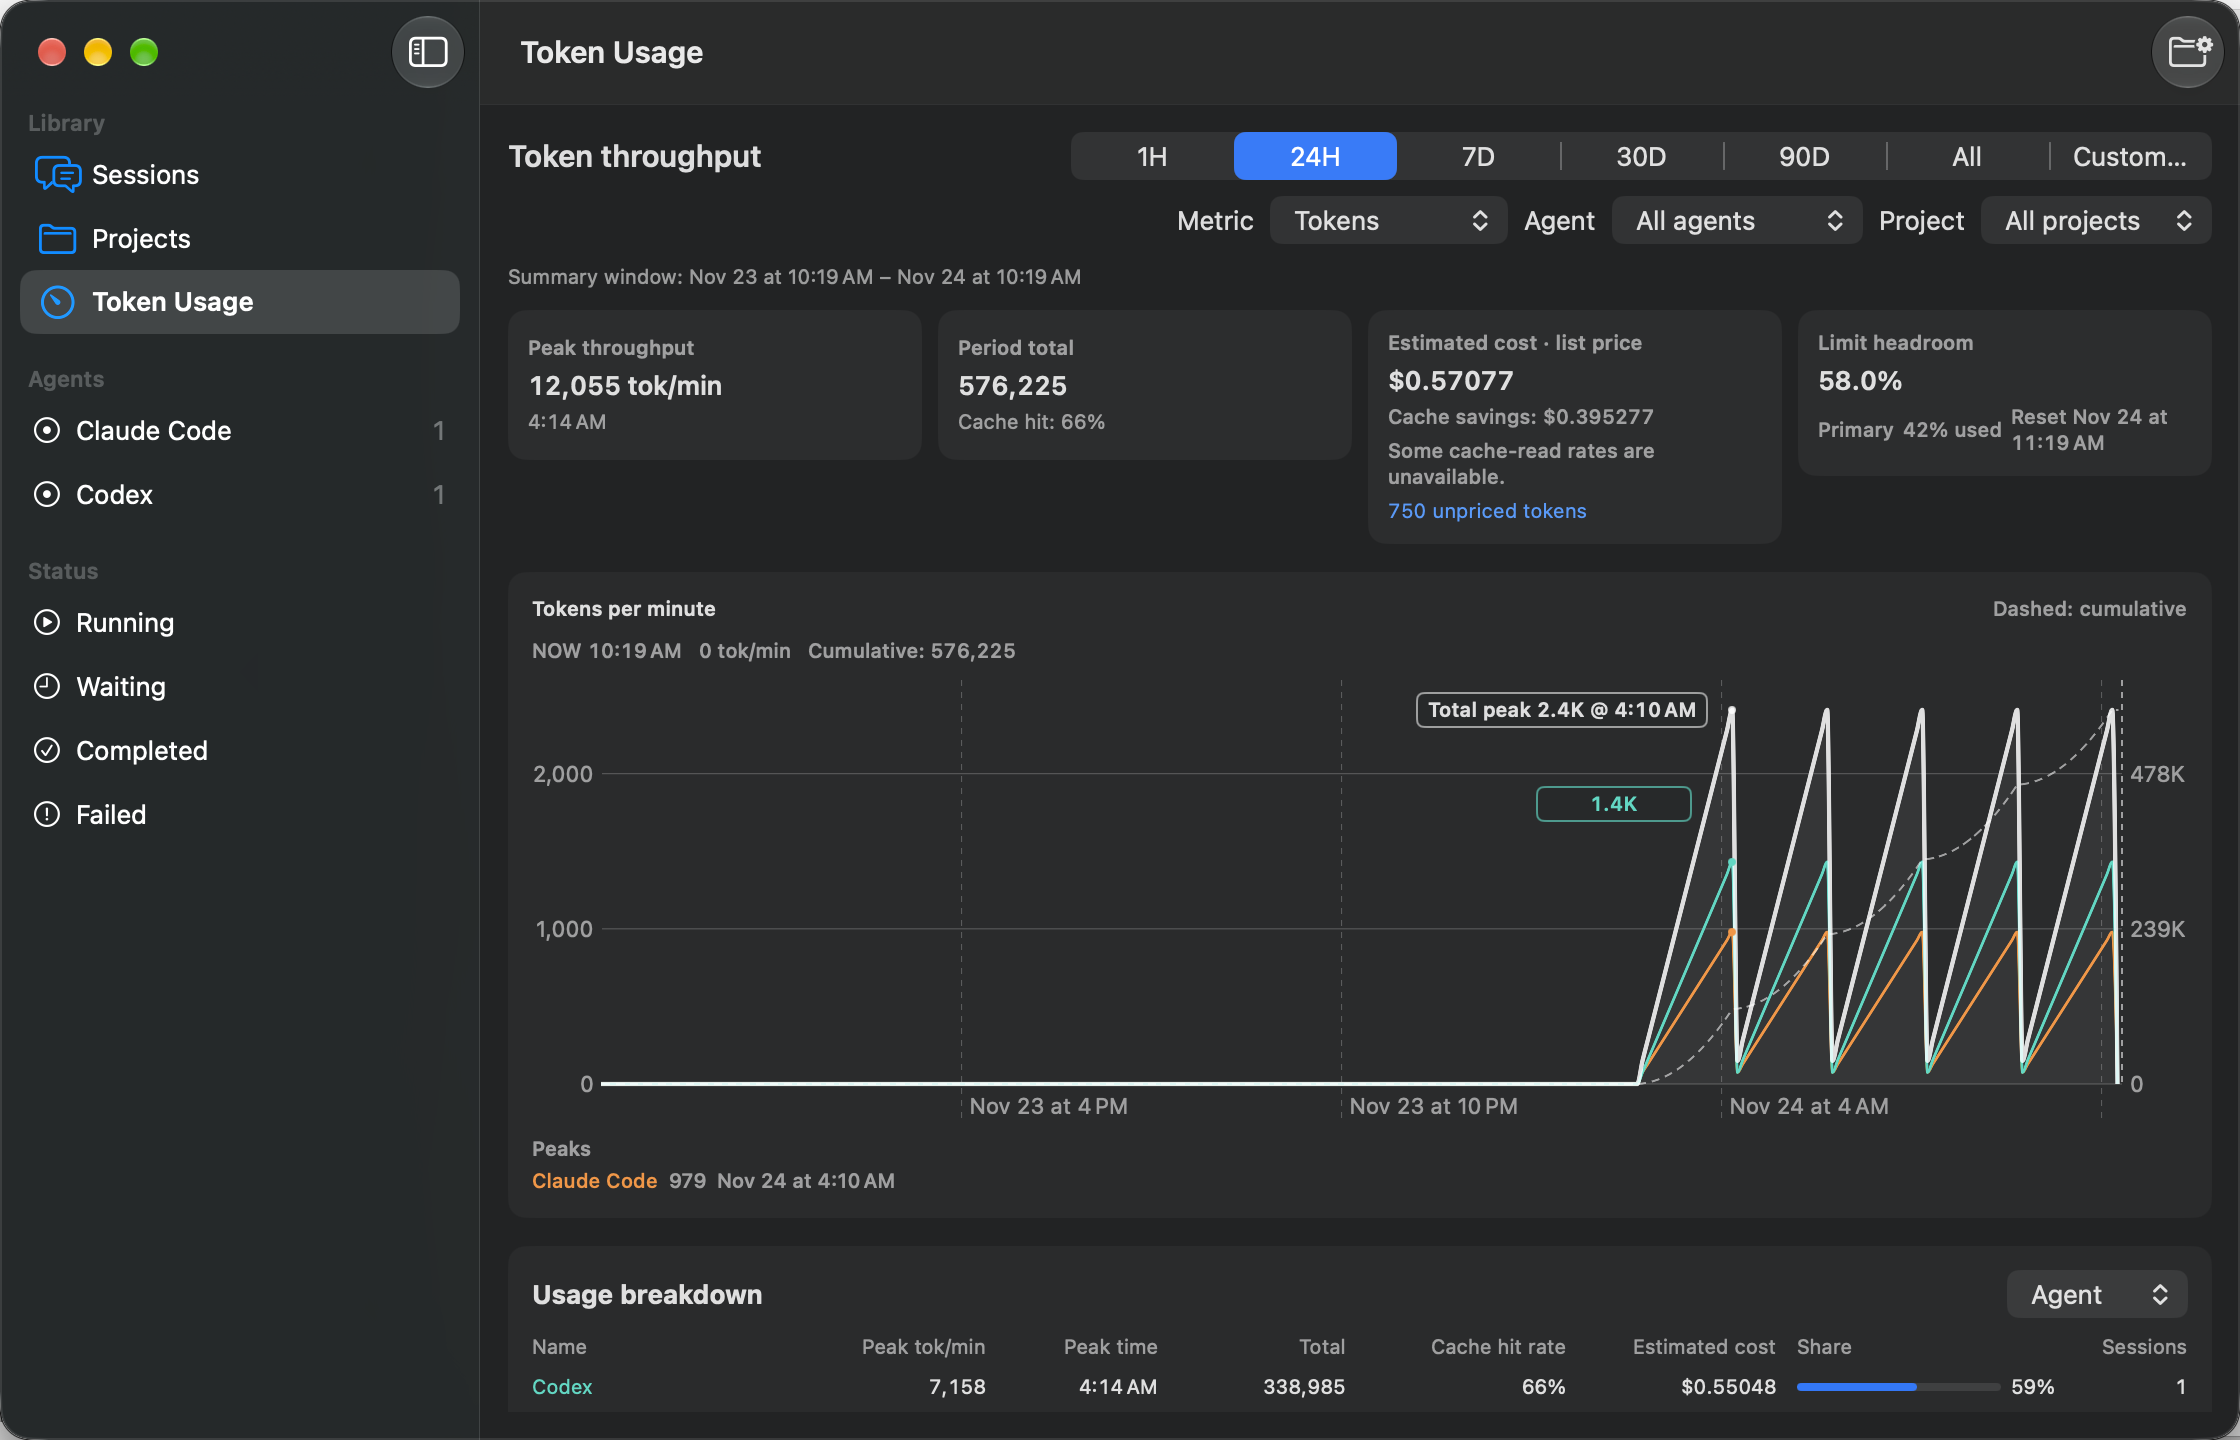 Token Usage
Library
Sessions
Projects
Token Usage
Agents
Claude Code 1
Codex 1
Status
Running
Waiting
Completed
Failed
Token throughput
1H 24H 7D 30D 90D All Custom...
Metric Tokens Agent All agents Project All projects
Summary window: Nov 23 at 10:19 AM – Nov 24 at 10:19 AM
Peak throughput
12,055 tok/min
4:14 AM
Period total
576,225
Cache hit: 66%
Estimated cost · list price
$0.57077
Cache savings: $0.395277
Some cache-read rates are
unavailable.
750 unpriced tokens
Limit headroom
58.0%
Primary 42% used Reset Nov 24 at
11:19 AM
Tokens per minute Dashed: cumulative
NOW 10:19 AM 0 tok/min Cumulative: 576,225
Total peak 2.4K @ 4:10 AM
2,000 478K
1.4K
1,000 239K
0 0
Nov 23 at 4 PM Nov 23 at 10 PM Nov 24 at 4 AM
Peaks
Claude Code 979 Nov 24 at 4:10 AM
Usage breakdown Agent
Name Peak tok/min Peak time Total Cache hit rate Estimated cost Share Sessions
Codex 7,158 4:14 AM 338,985 66% $0.55048 59% 1